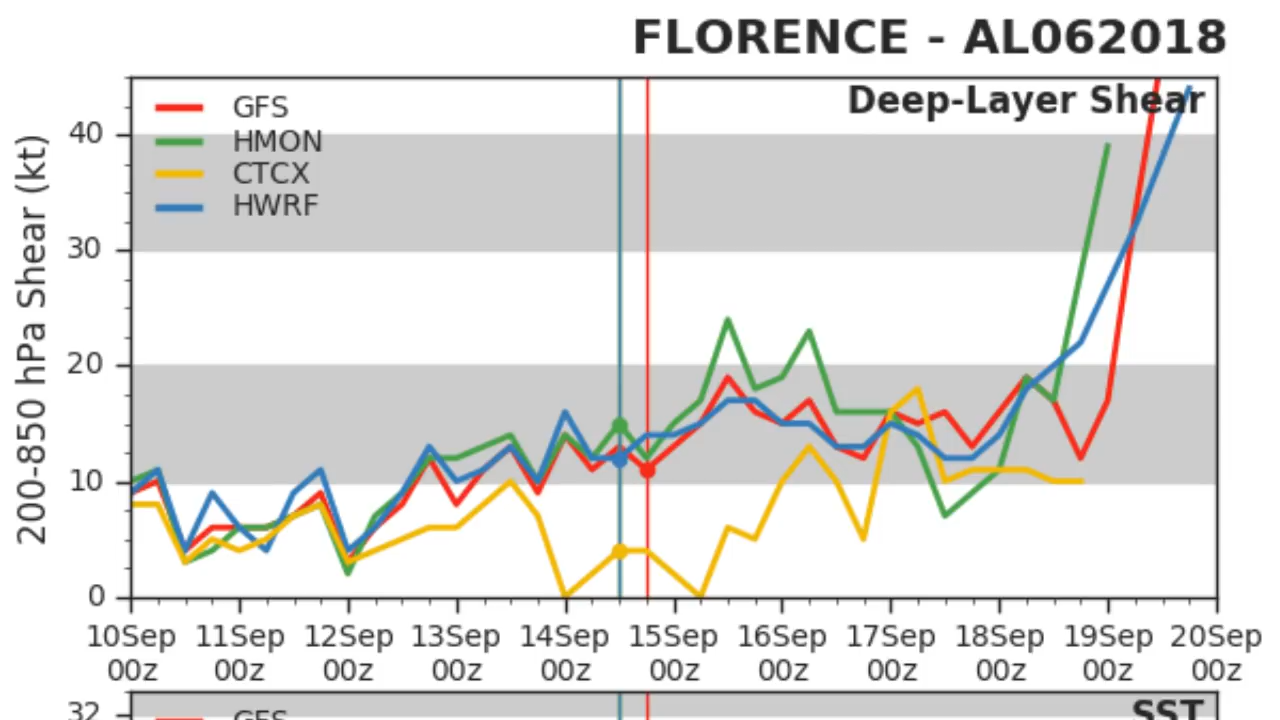 FLORENCE - AL062018
Deep-Layer Shear
GFS
HMON
CTCX
HWRF
200-850 hPa Shear (kt)
40
30
20
10
0
10Sep 11Sep 12Sep 13Sep 14Sep 15Sep 16Sep 17Sep 18Sep 19Sep 20Sep
00z 00z 00z 00z 00z 00z 00z 00z 00z 00z 00z
32
GFS
SST